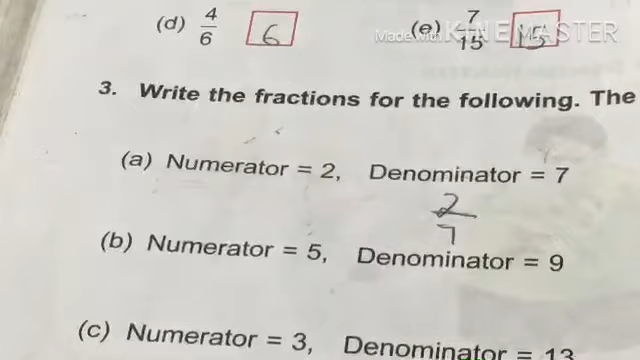 (d) 4/6 6 (e) 7/15 15
Made with KINEMASTER
3. Write the fractions for the following. The
(a) Numerator = 2, Denominator = 7
2/7
(b) Numerator = 5, Denominator = 9
(c) Numerator = 3, Denominator = 13